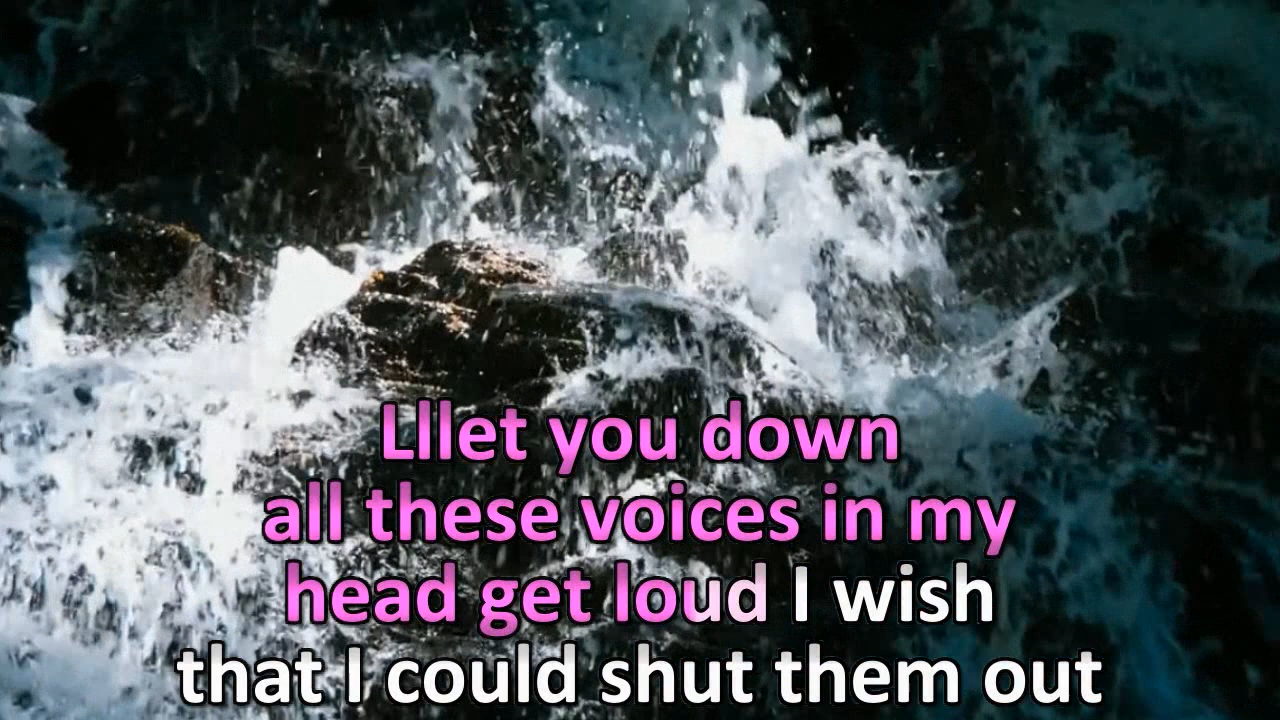 Lllet you down
all these voices in my
head get loud I wish
that I could shut them out